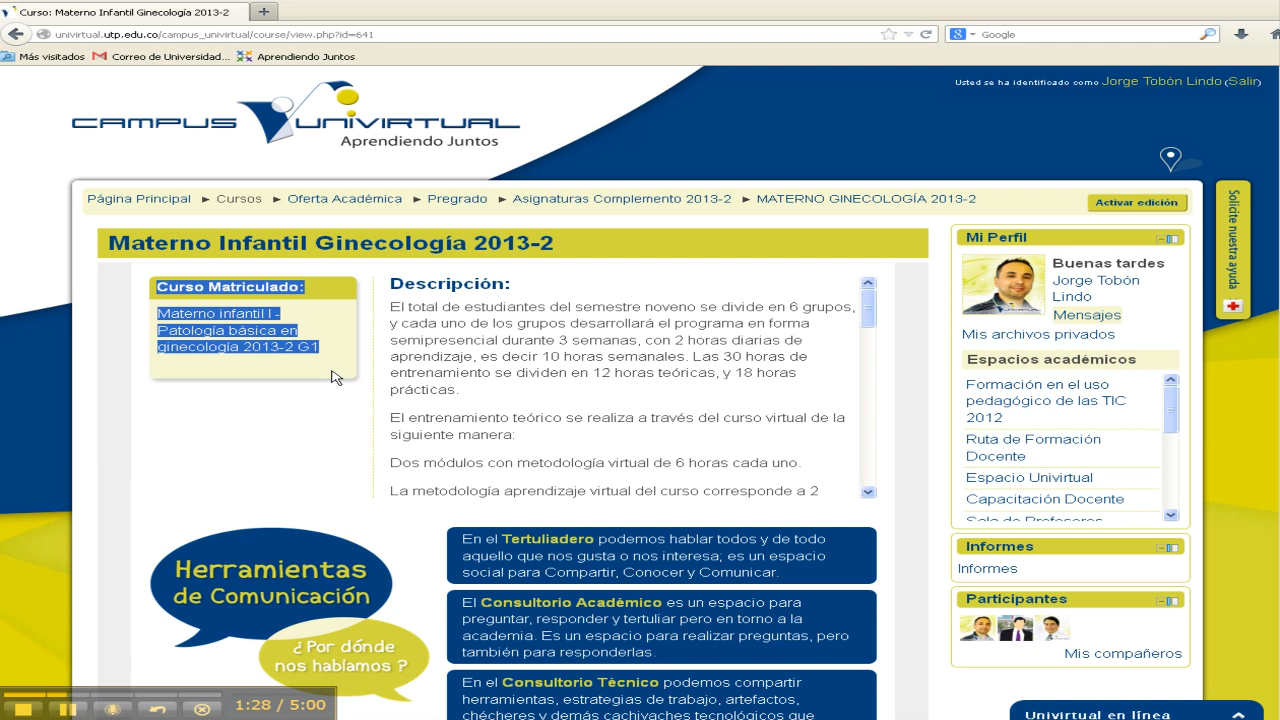 Curso: Materno Infantil Ginecología 2013-2
univirtual.utp.edu.co/campus_univirtual/course/view.php?id=641
Google
Más visitados
Correo de Universidad...
Aprendiendo Juntos
Usted se ha identificado como Jorge Tobón Lindo (Salir)
CAMPUS UNIVIRTUAL
Aprendiendo Juntos
Página Principal ► Cursos ► Oferta Académica ► Pregrado ► Asignaturas Complemento 2013-2 ► MATERNO GINECOLOGÍA 2013-2
Activar edición
Solicite nuestra ayuda
Materno Infantil Ginecología 2013-2
Curso Matriculado:
Materno infantil I -
Patología básica en
ginecología 2013-2 G1
Descripción:
El total de estudiantes del semestre noveno se divide en 6 grupos,
y cada uno de los grupos desarrollará el programa en forma
semipresencial durante 3 semanas, con 2 horas diarias de
aprendizaje, es decir 10 horas semanales. Las 30 horas de
entrenamiento se dividen en 12 horas teóricas, y 18 horas
prácticas.
El entrenamiento teórico se realiza a través del curso virtual de la
siguiente manera:
Dos módulos con metodología virtual de 6 horas cada uno.
La metodología aprendizaje virtual del curso corresponde a 2
Herramientas
de Comunicación
¿Por dónde
nos hablamos ?
En el Tertuliadero podemos hablar todos y de todo
aquello que nos gusta o nos interesa; es un espacio
social para Compartir, Conocer y Comunicar.
El Consultorio Académico es un espacio para
preguntar, responder y tertuliar pero en torno a la
academia. Es un espacio para realizar preguntas, pero
también para responderlas.
En el Consultorio Técnico podemos compartir
herramientas, estrategias de trabajo, artefactos,
chécheres y demás cachivaches tecnológicos que
Mi Perfil
Buenas tardes
Jorge Tobón
Lindo
Mensajes
Mis archivos privados
Espacios académicos
Formación en el uso
pedagógico de las TIC
2012
Ruta de Formación
Docente
Espacio Univirtual
Capacitación Docente
Sala de Profesores
Informes
Informes
Participantes
Mis compañeros
Univirtual en línea
1:28 / 5:00